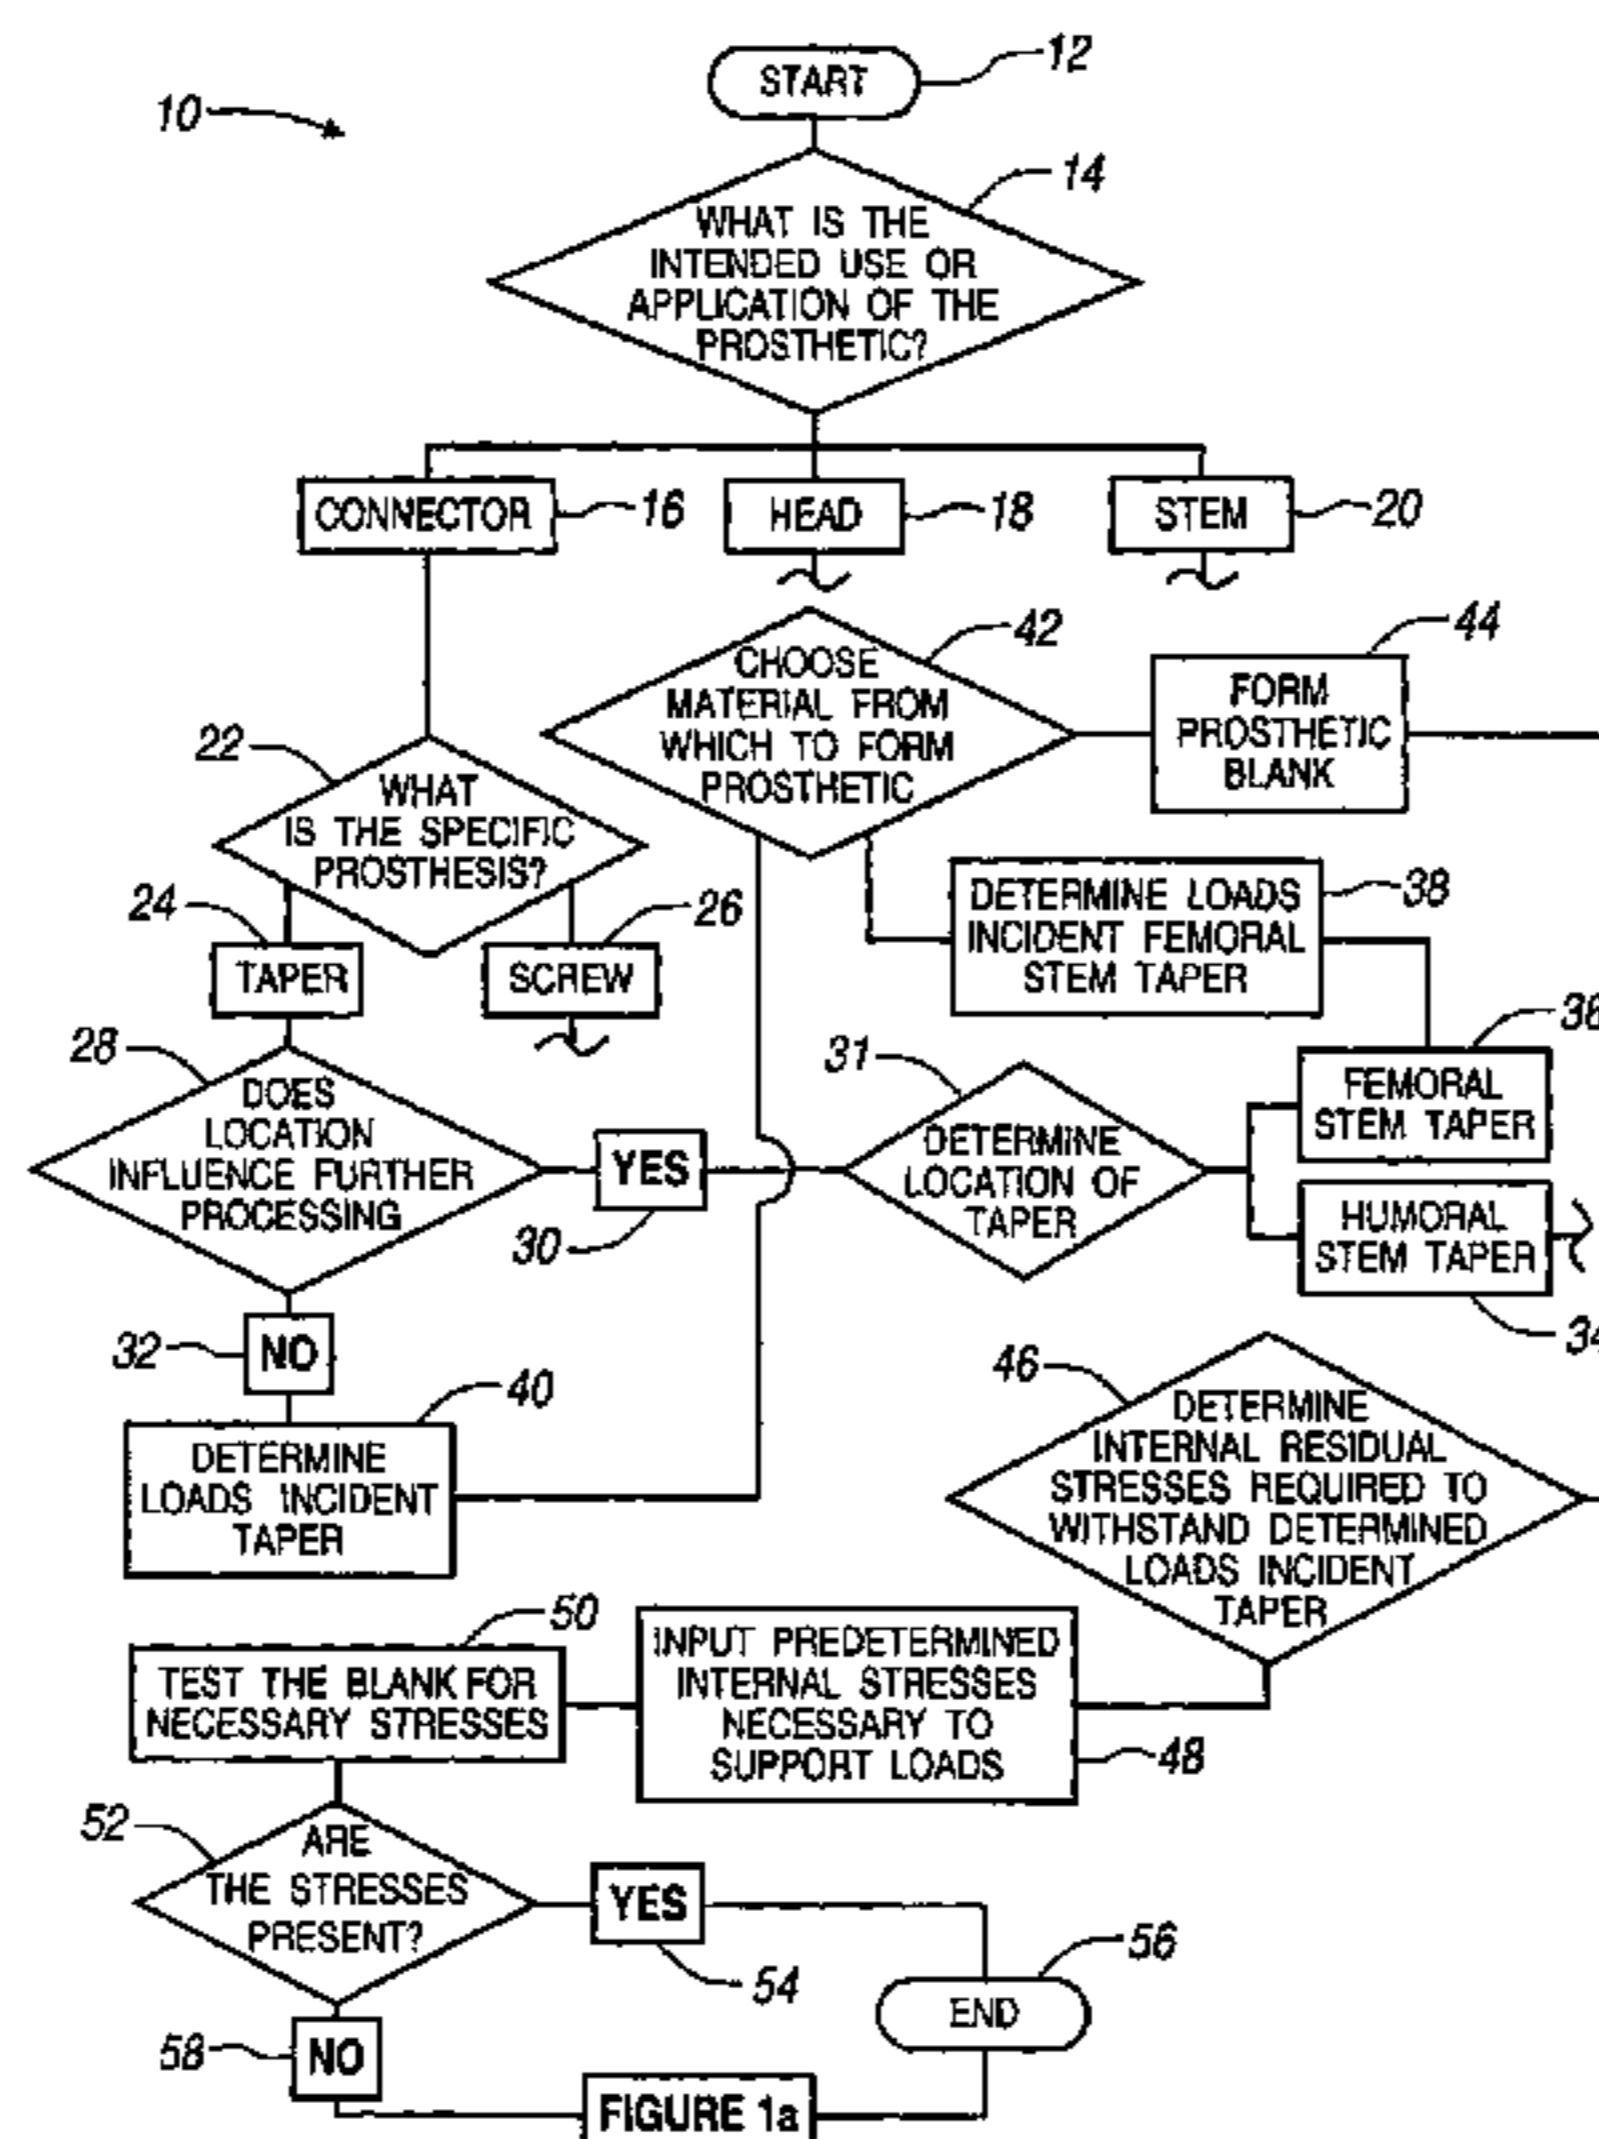 START
12
10
14
WHAT IS THE
INTENDED USE OR
APPLICATION OF THE
PROSTHETIC?
CONNECTOR
16
HEAD
18
STEM
20
42
CHOOSE
MATERIAL FROM
WHICH TO FORM
PROSTHETIC
44
FORM
PROSTHETIC
BLANK
22
WHAT
IS THE SPECIFIC
PROSTHESIS?
24
TAPER
26
SCREW
DETERMINE LOADS
INCIDENT FEMORAL
STEM TAPER
38
28
DOES
LOCATION
INFLUENCE FURTHER
PROCESSING
YES
30
31
DETERMINE
LOCATION OF
TAPER
FEMORAL
STEM TAPER
HUMORAL
STEM TAPER
32
NO
40
DETERMINE
LOADS INCIDENT
TAPER
46
DETERMINE
INTERNAL RESIDUAL
STRESSES REQUIRED TO
WITHSTAND DETERMINED
LOADS INCIDENT
TAPER
50
TEST THE BLANK FOR
NECESSARY STRESSES
INPUT PREDETERMINED
INTERNAL STRESSES
NECESSARY TO
SUPPORT LOADS
48
52
ARE
THE STRESSES
PRESENT?
YES
54
56
END
58
NO
FIGURE 1a